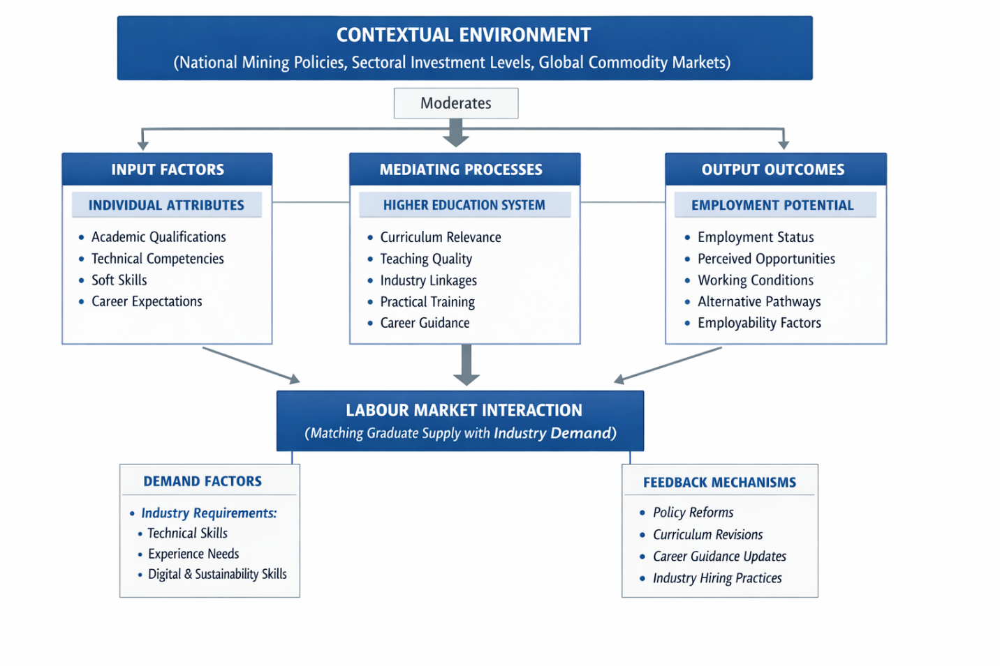 CONTEXTUAL ENVIRONMENT
(National Mining Policies, Sectoral Investment Levels, Global Commodity Markets)
Moderates
INPUT FACTORS
INDIVIDUAL ATTRIBUTES
• Academic Qualifications
• Technical Competencies
• Soft Skills
• Career Expectations
MEDIATING PROCESSES
HIGHER EDUCATION SYSTEM
• Curriculum Relevance
• Teaching Quality
• Industry Linkages
• Practical Training
• Career Guidance
OUTPUT OUTCOMES
EMPLOYMENT POTENTIAL
• Employment Status
• Perceived Opportunities
• Working Conditions
• Alternative Pathways
• Employability Factors
LABOUR MARKET INTERACTION
(Matching Graduate Supply with Industry Demand)
DEMAND FACTORS
• Industry Requirements:
• Technical Skills
• Experience Needs
• Digital & Sustainability Skills
FEEDBACK MECHANISMS
• Policy Reforms
• Curriculum Revisions
• Career Guidance Updates
• Industry Hiring Practices